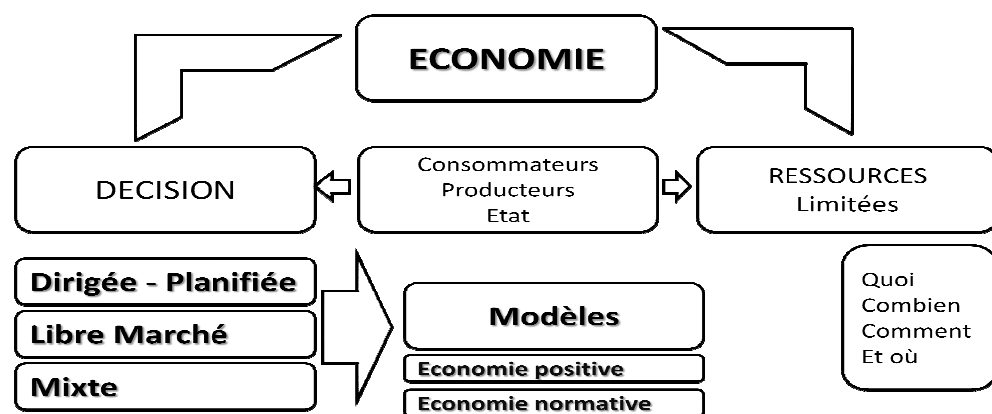 ECONOMIE
DECISION
Consommateurs
Producteurs
Etat
RESSOURCES
Limitées
Dirigée - Planifiée
Libre Marché
Mixte
Modèles
Economie positive
Economie normative
Quoi
Combien
Comment
Et où